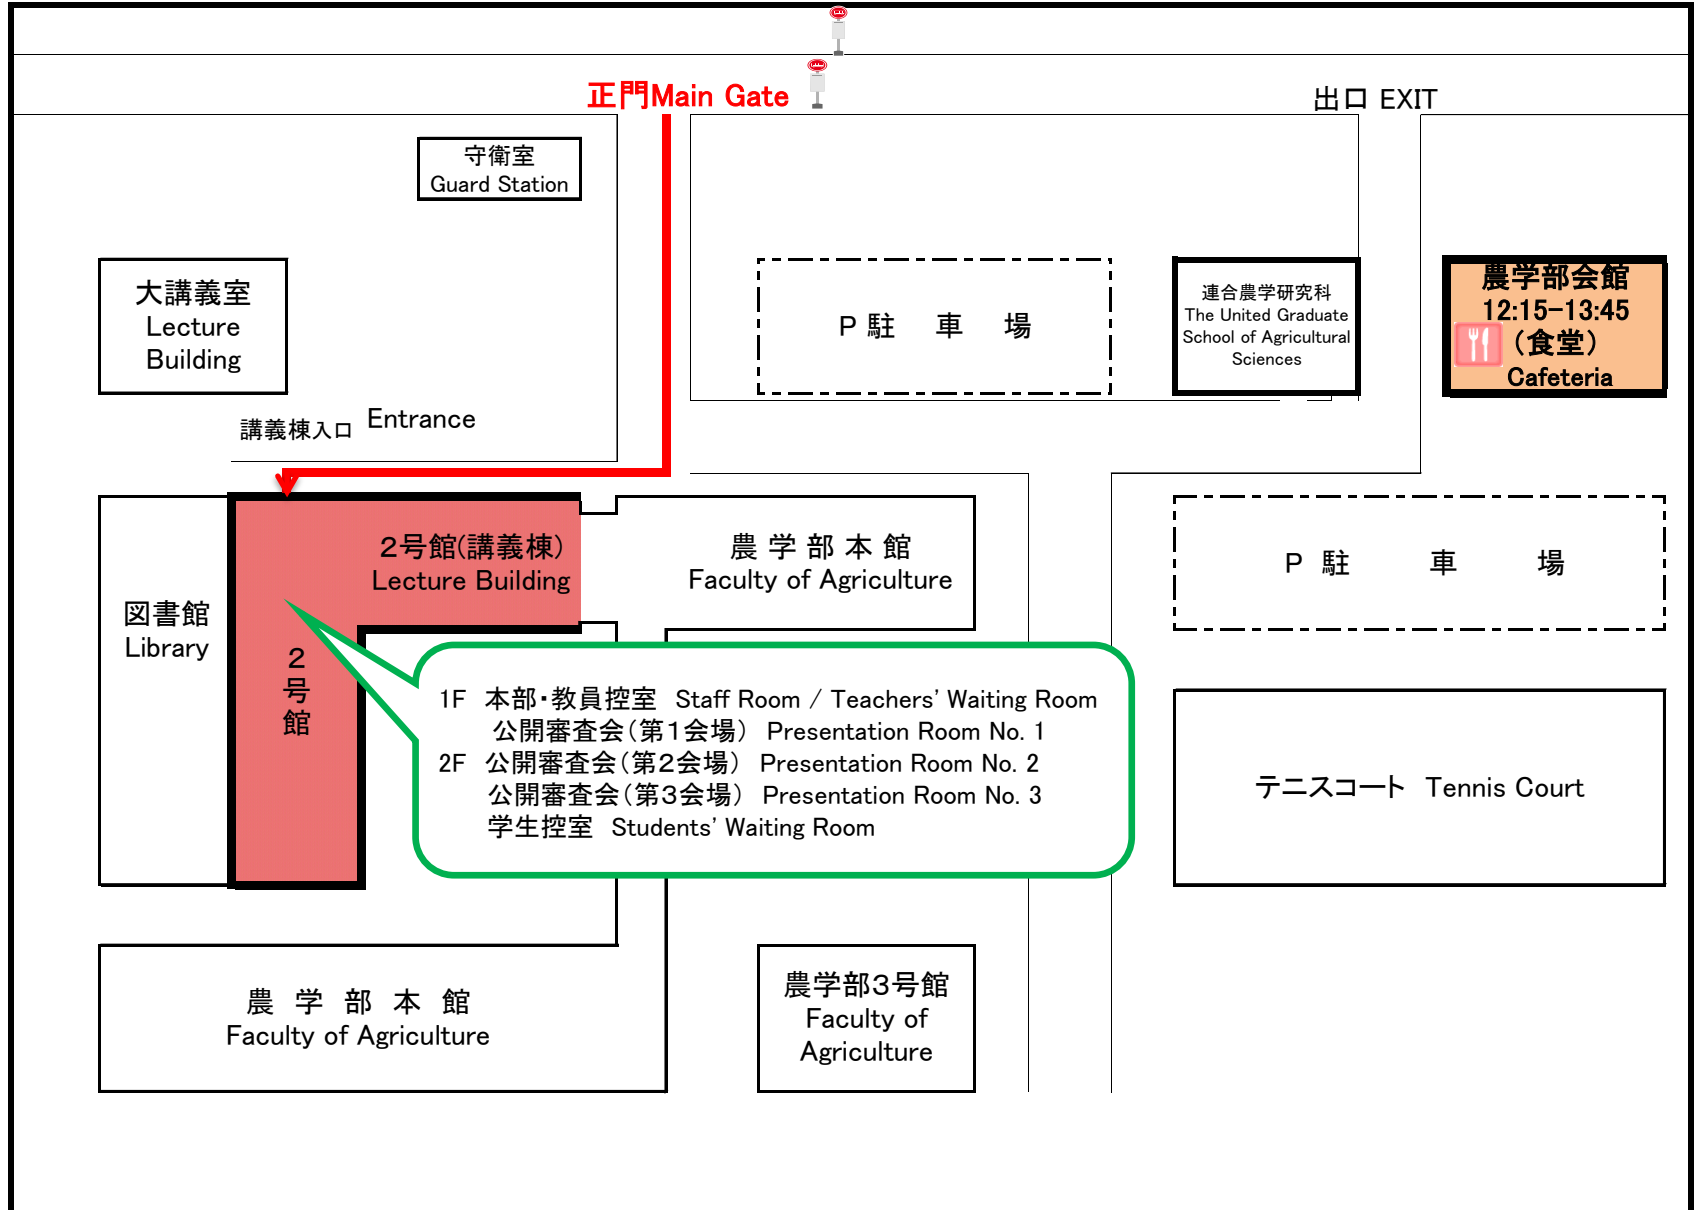 正門Main Gate
出口 EXIT
守衛室
Guard Station
大講義室
Lecture
Building
P 駐 車 場
連合農学研究科
The United Graduate
School of Agricultural
Sciences
農学部会館
12:15-13:45
（食堂）
Cafeteria
講義棟入口 Entrance
2号館(講義棟)
Lecture Building
農 学 部 本 館
Faculty of Agriculture
P 駐 車 場
図書館
Library
2
号
館
1F 本部・教員控室 Staff Room / Teachers' Waiting Room
公開審査会（第1会場） Presentation Room No. 1
2F 公開審査会（第2会場） Presentation Room No. 2
公開審査会（第3会場） Presentation Room No. 3
学生控室 Students' Waiting Room
テニスコート Tennis Court
農 学 部 本 館
Faculty of Agriculture
農学部3号館
Faculty of
Agriculture